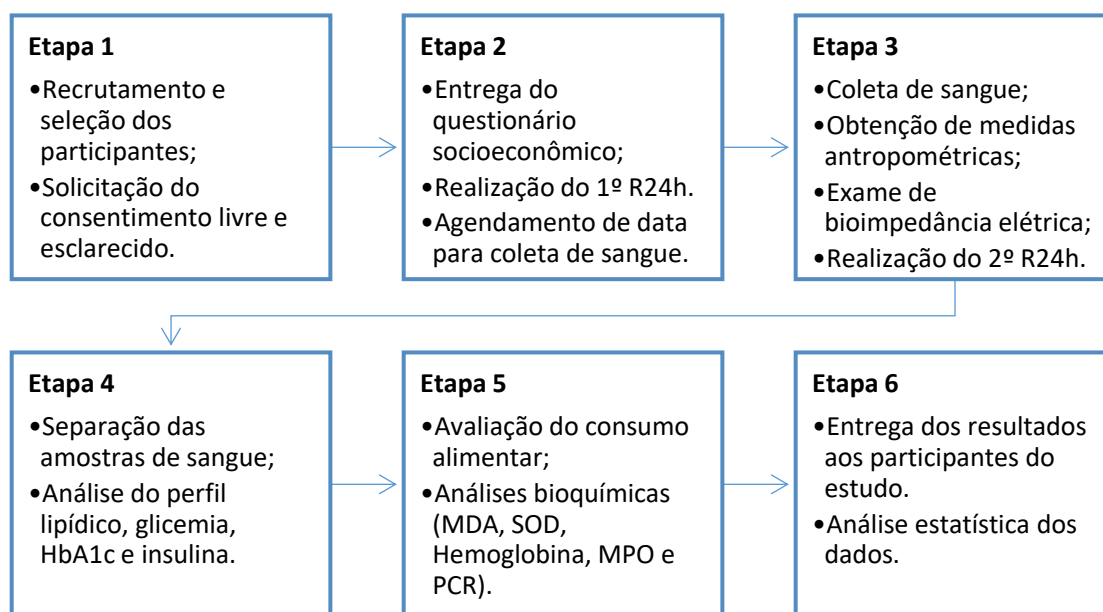 Etapa 1
•Recrutamento e
seleção dos
participantes;
•Solicitação do
consentimento livre e
esclarecido.
Etapa 2
•Entrega do
questionário
socioeconômico;
•Realização do 1º R24h.
•Agendamento de data
para coleta de sangue.
Etapa 3
•Coleta de sangue;
•Obtenção de medidas
antropométricas;
•Exame de
bioimpedância elétrica;
•Realização do 2º R24h.
Etapa 4
•Separação das
amostras de sangue;
•Análise do perfil
lipídico, glicemia,
HbA1c e insulina.
Etapa 5
•Avaliação do consumo
alimentar;
•Análises bioquímicas
(MDA, SOD,
Hemoglobina, MPO e
PCR).
Etapa 6
•Entrega dos resultados
aos participantes do
estudo.
•Análise estatística dos
dados.